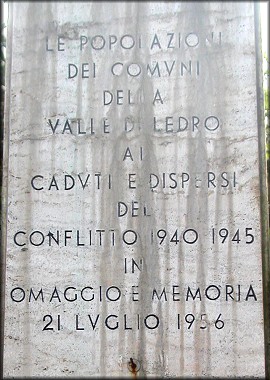 LE POPOLAZIONI
DEI COMVNI
DELLA
VALLE DI LEDRO
AI
CADVTI E DISPERSI
DEL
CONFLITTO 1940 1945
IN
OMAGGIO E MEMORIA
21 LVGLIO 1956